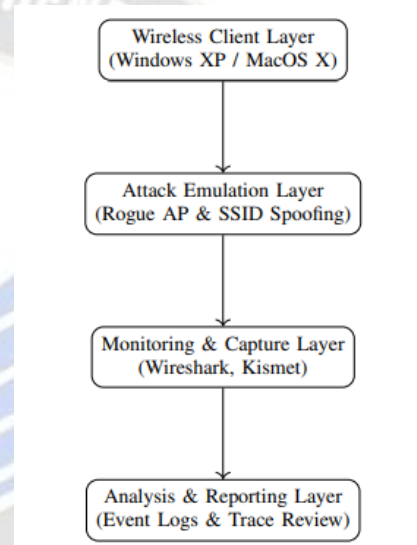 Wireless Client Layer
(Windows XP / MacOS X)
Attack Emulation Layer
(Rogue AP & SSID Spoofing)
Monitoring & Capture Layer
(Wireshark, Kismet)
Analysis & Reporting Layer
(Event Logs & Trace Review)